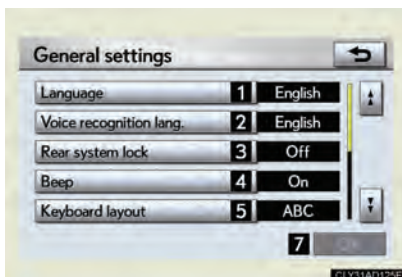 General settings
Language 1 English
Voice recognition lang. 2 English
Rear system lock 3 Off
Beep 4 On
Keyboard layout 5 ABC
7 OK
CLY31AD125E